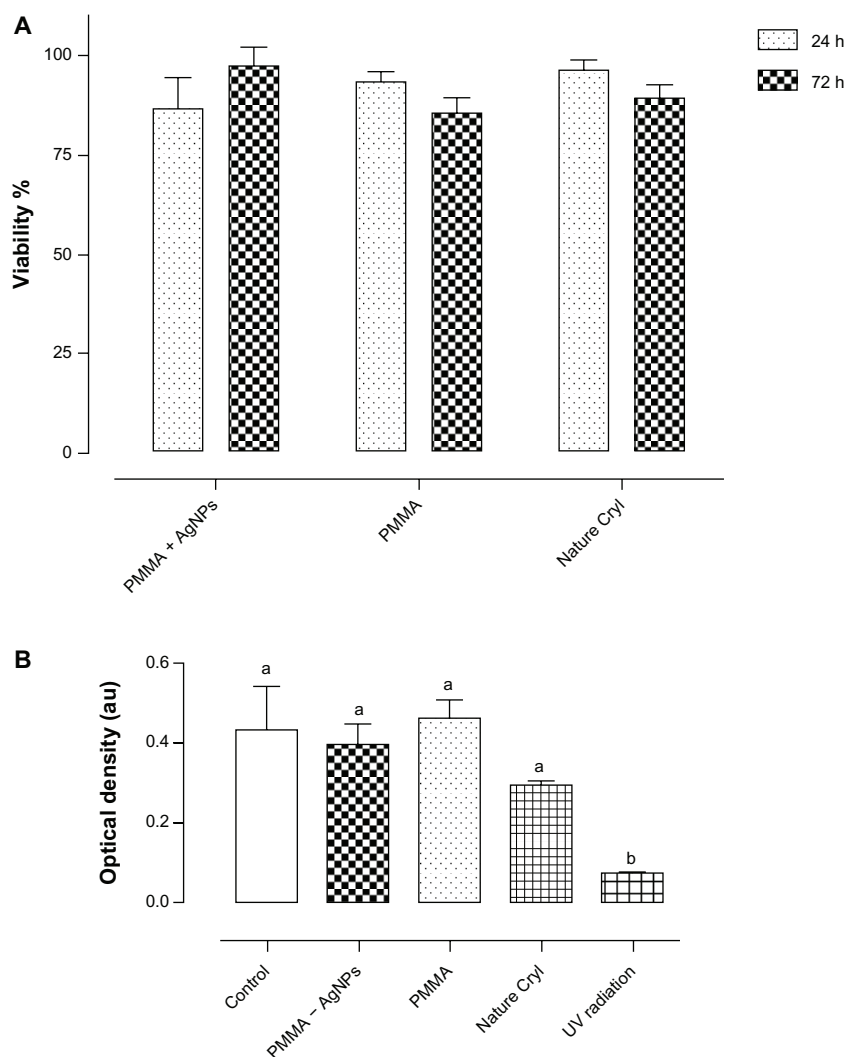 A
24 h
72 h
100
75
50
25
0
Viability %
PMMA + AgNPs
PMMA
Nature Cryl
B
0.6
0.4
0.2
0.0
Optical density (au)
a
a
a
a
b
Control
PMMA − AgNPs
PMMA
Nature Cryl
UV radiation